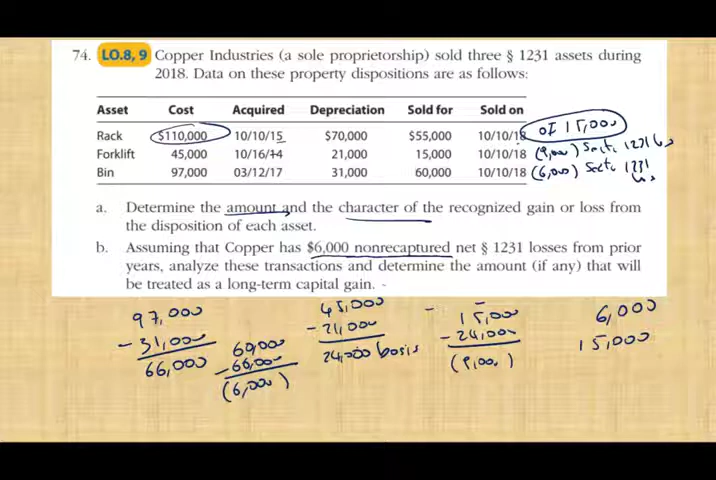 74. LO.8, 9 Copper Industries (a sole proprietorship) sold three § 1231 assets during
2018. Data on these property dispositions are as follows:
Asset Cost Acquired Depreciation Sold for Sold on
Rack $110,000 10/10/15 $70,000 $55,000 10/10/18 OI 15,000
Forklift 45,000 10/16/14 21,000 15,000 10/10/18 (9,000) Sect. 1231 Loss
Bin 97,000 03/12/17 31,000 60,000 10/10/18 (6,000) Sect. 1231
Loss
a. Determine the amount and the character of the recognized gain or loss from
the disposition of each asset.
b. Assuming that Copper has $6,000 nonrecaptured net § 1231 losses from prior
years, analyze these transactions and determine the amount (if any) that will
be treated as a long-term capital gain. -
97,000
- 31,000
66,000
60,000
- 66,000
(6,000)
45,000
- 21,000
24,000 basis
15,000
- 24,000
(9,000)
6,000
15,000